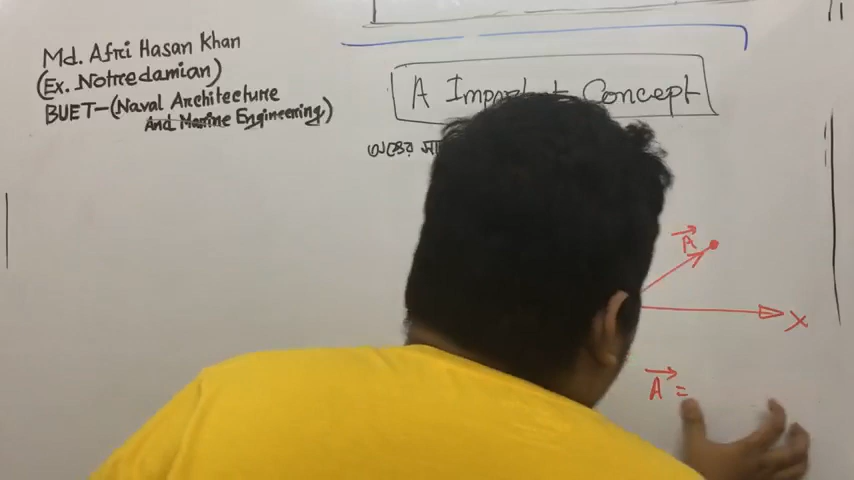 Md. Afri Hasan Khan
(Ex. Notredamian)
BUET-(Naval Architecture
And Marine Engineering)
A Concept
A
X
A =